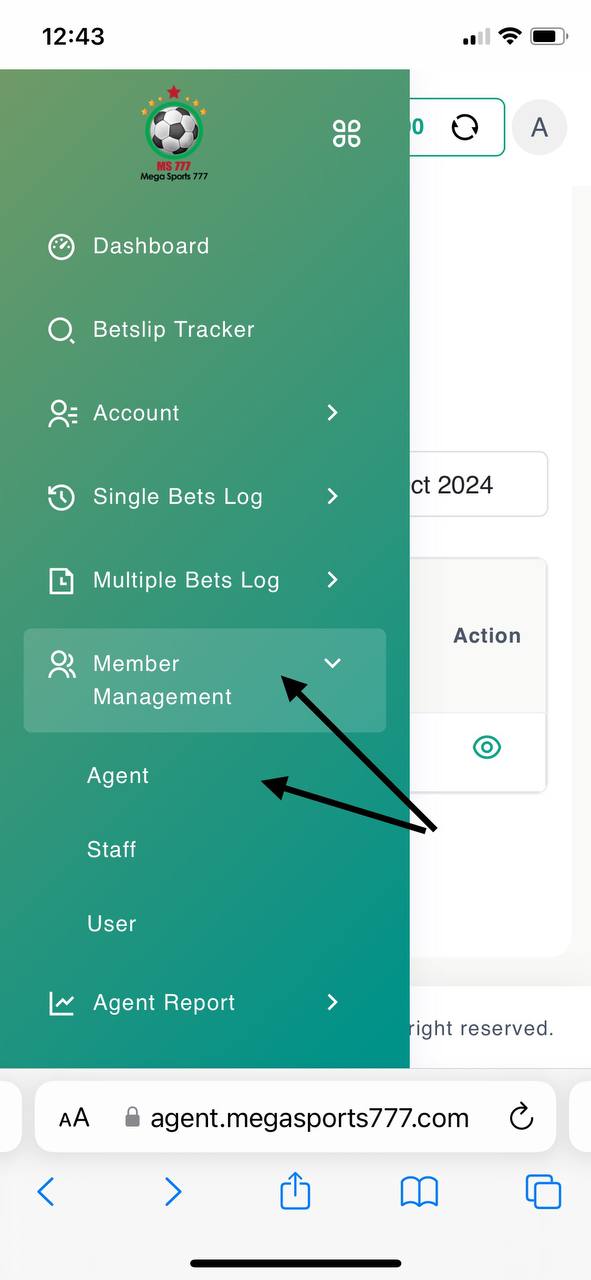 12:43
MS 777
Mega Sports 777
00
A
Dashboard
Betslip Tracker
Account
Single Bets Log
ct 2024
Multiple Bets Log
Action
Member
Management
Agent
Staff
User
Agent Report
right reserved.
AA
agent.megasports777.com